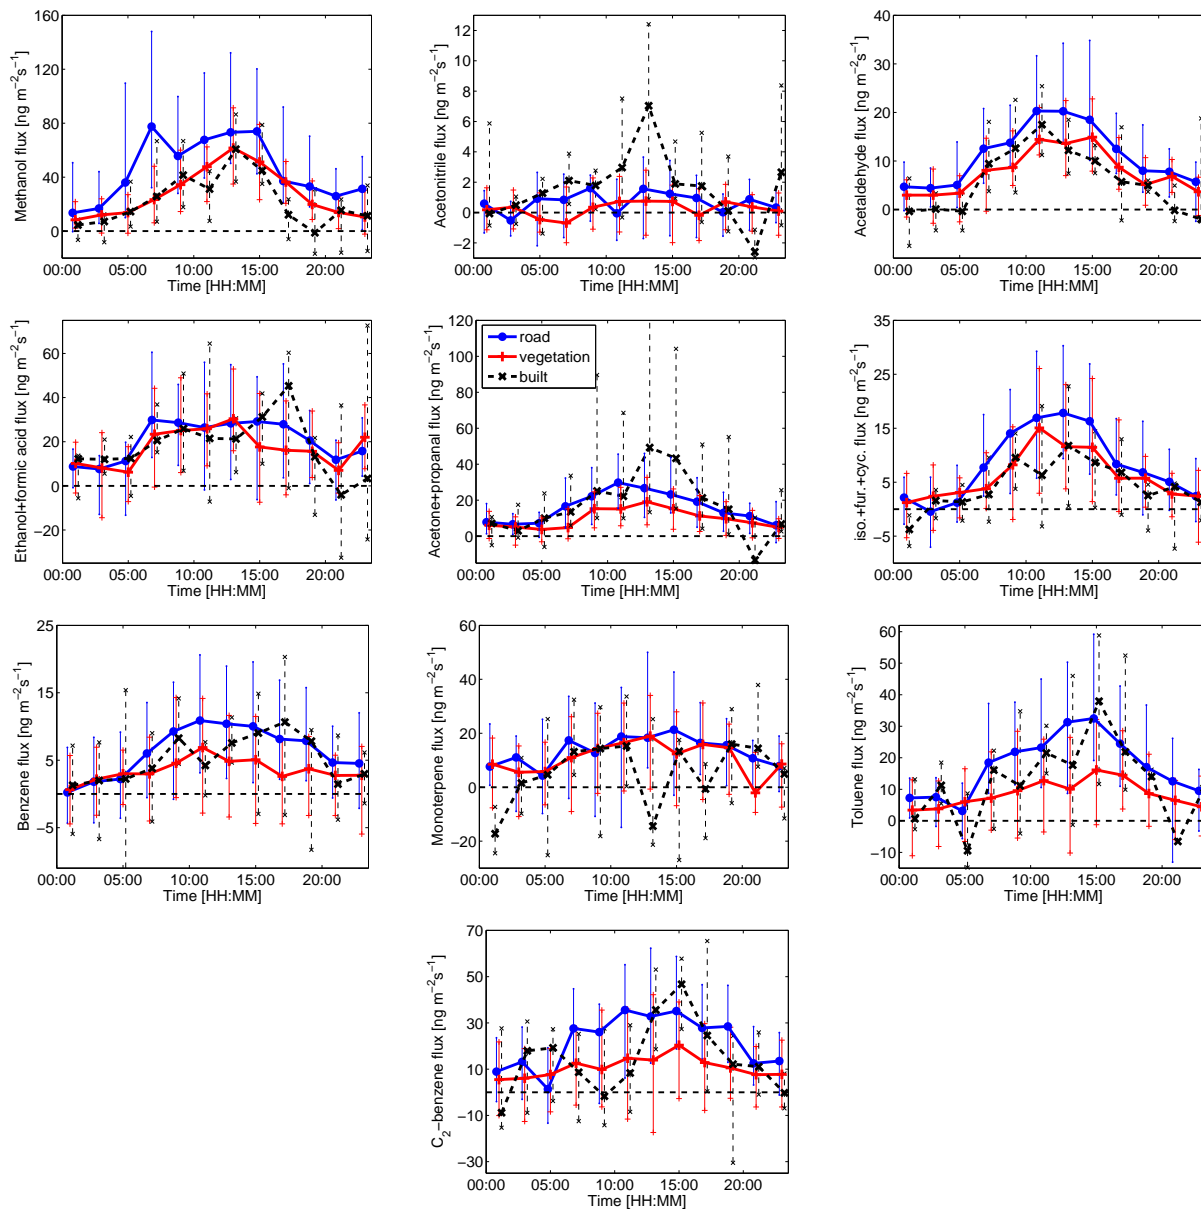 Methanol flux [ng m−2s−1]
160
120
80
40
0
00:00 05:00 10:00 15:00 20:00
Time [HH:MM]
Acetonitrile flux [ng m−2s−1]
12
10
8
6
4
2
0
−2
00:00 05:00 10:00 15:00 20:00
Time [HH:MM]
Acetaldehyde flux [ng m−2s−1]
40
30
20
10
0
00:00 05:00 10:00 15:00 20:00
Time [HH:MM]
Ethanol+formic acid flux [ng m−2s−1]
60
40
20
0
−20
00:00 05:00 10:00 15:00 20:00
Time [HH:MM]
Acetone+propanal flux [ng m−2s−1]
120
100
80
60
40
20
0
road
vegetation
built
00:00 05:00 10:00 15:00 20:00
Time [HH:MM]
iso.+fur.+cyc. flux [ng m−2s−1]
35
25
15
5
−5
00:00 05:00 10:00 15:00 20:00
Time [HH:MM]
Benzene flux [ng m−2s−1]
25
15
5
−5
00:00 05:00 10:00 15:00 20:00
Time [HH:MM]
Monoterpene flux [ng m−2s−1]
60
40
20
0
−20
00:00 05:00 10:00 15:00 20:00
Time [HH:MM]
Toluene flux [ng m−2s−1]
60
50
40
30
20
10
0
−10
00:00 05:00 10:00 15:00 20:00
Time [HH:MM]
C2−benzene flux [ng m−2s−1]
70
50
30
10
−10
−30
00:00 05:00 10:00 15:00 20:00
Time [HH:MM]